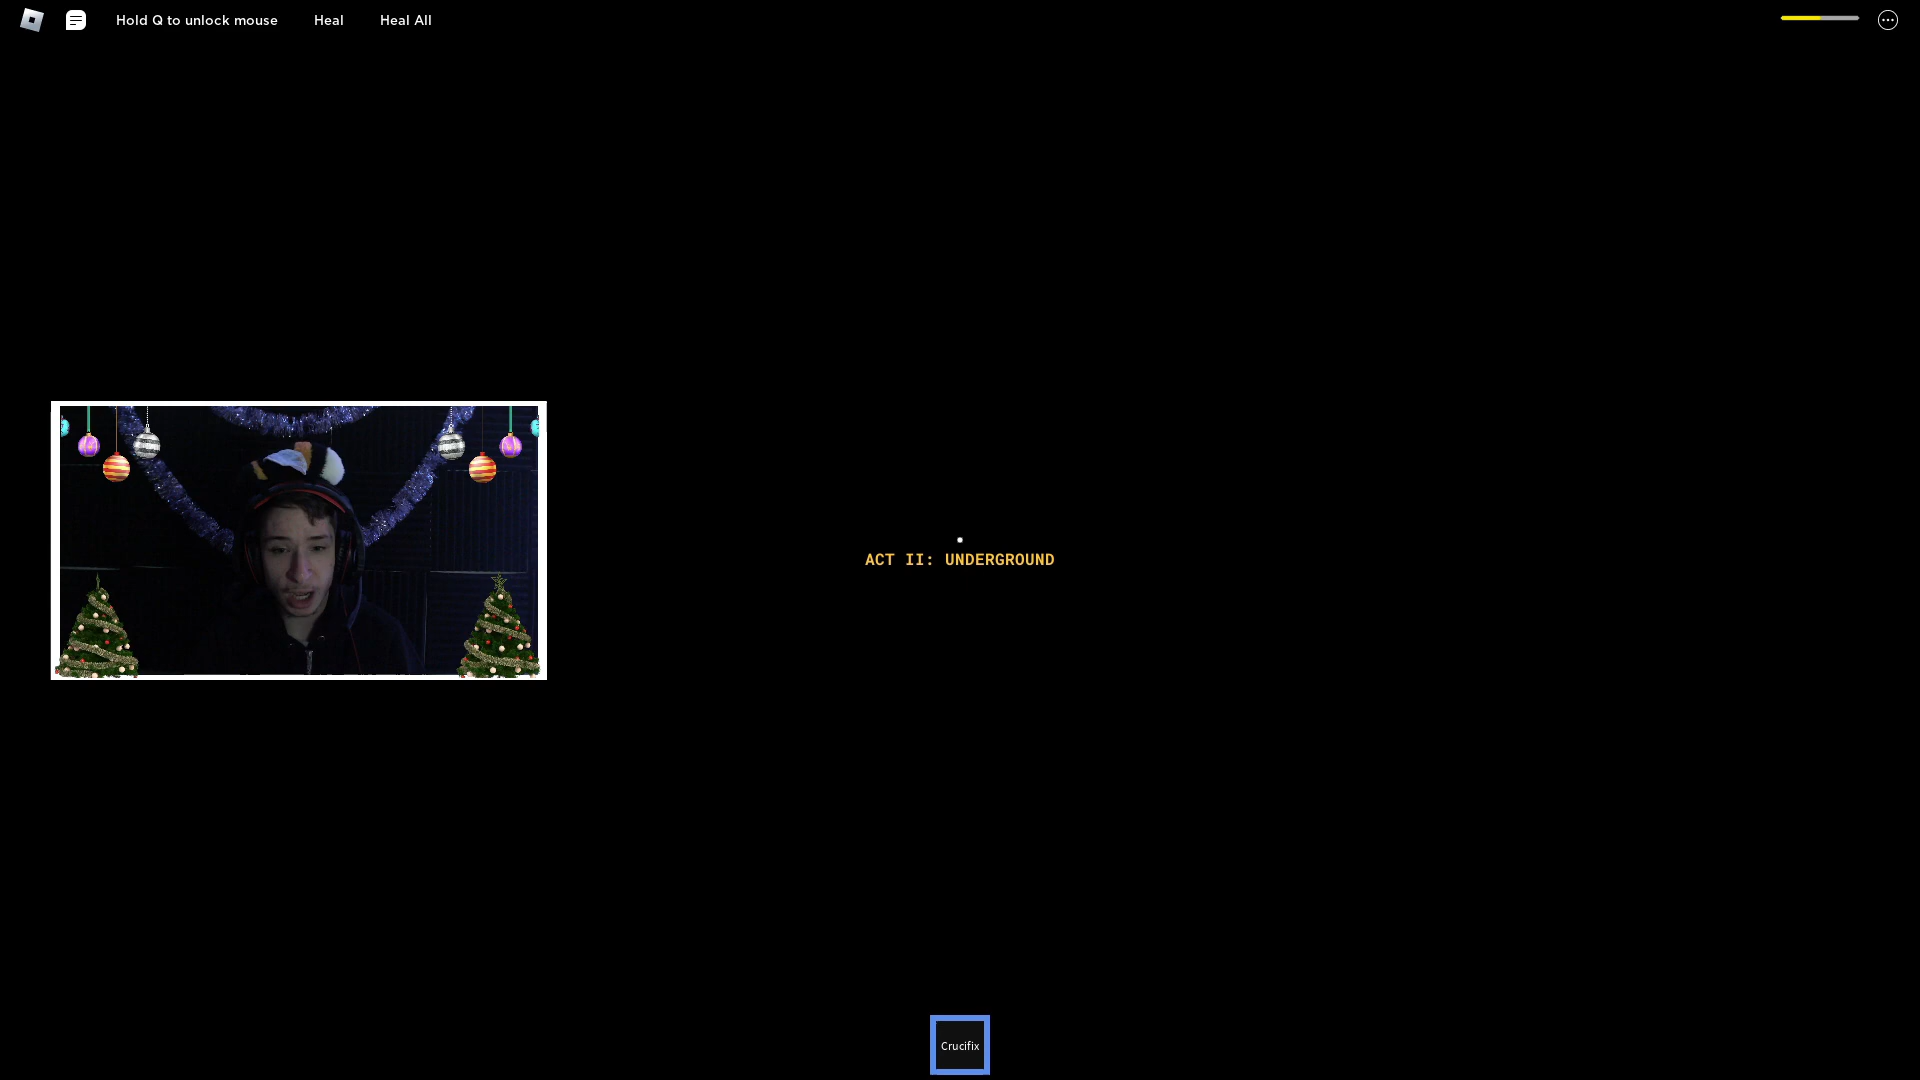 Hold Q to unlock mouse
Heal
Heal All
ACT II: UNDERGROUND
Crucifix